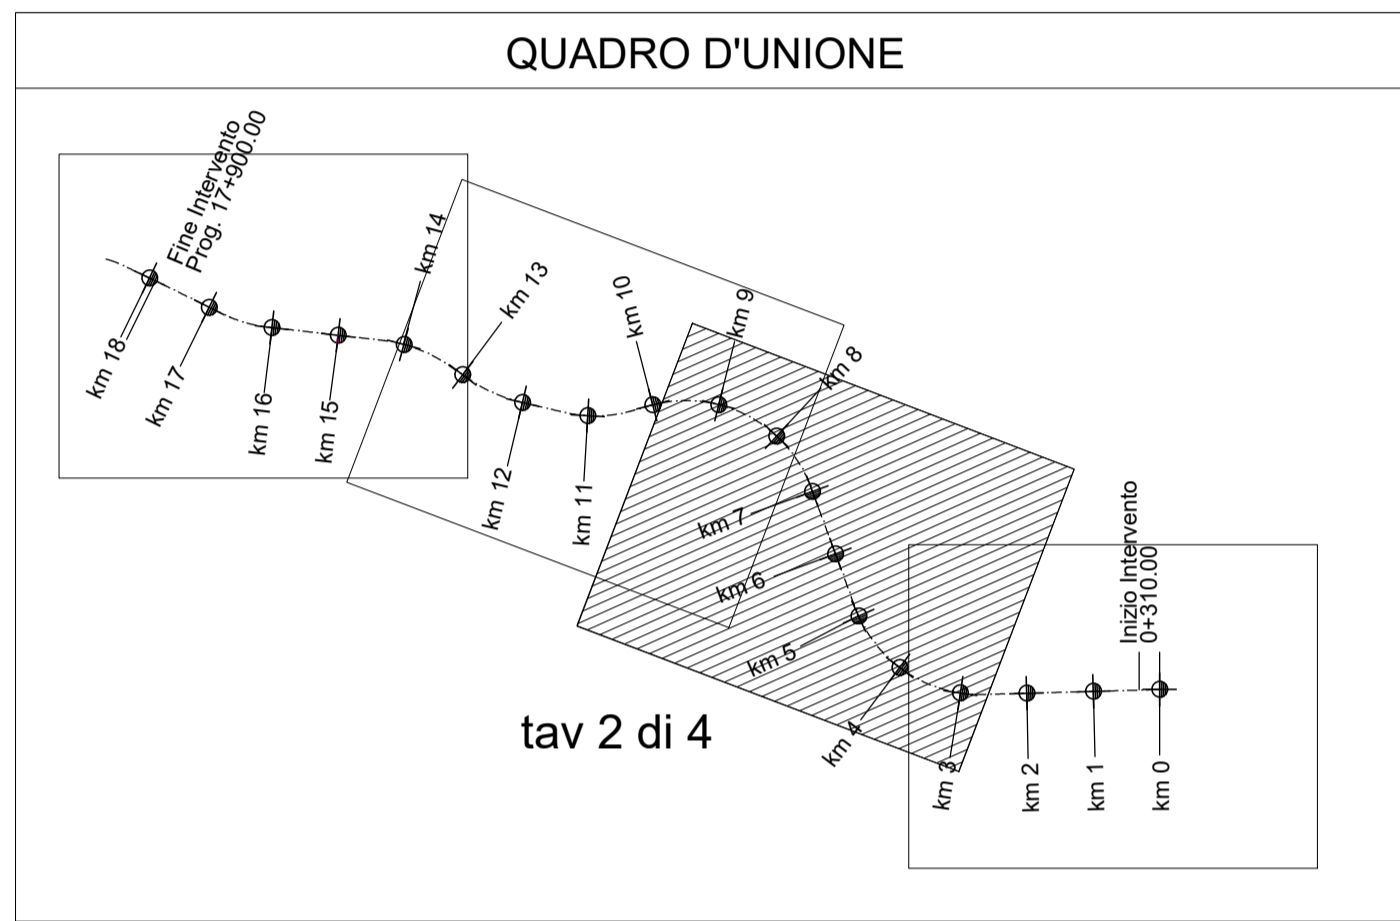 QUADRO D'UNIONE
Fine Intervento
Prog. 17+900.00
km 18
km 17
km 16
km 15
km 14
km 13
km 12
km 11
km 10
km 9
km 8
km 7
km 6
km 5
km 4
km 3
km 2
km 1
km 0
Inizio Intervento
0+310.00
tav 2 di 4